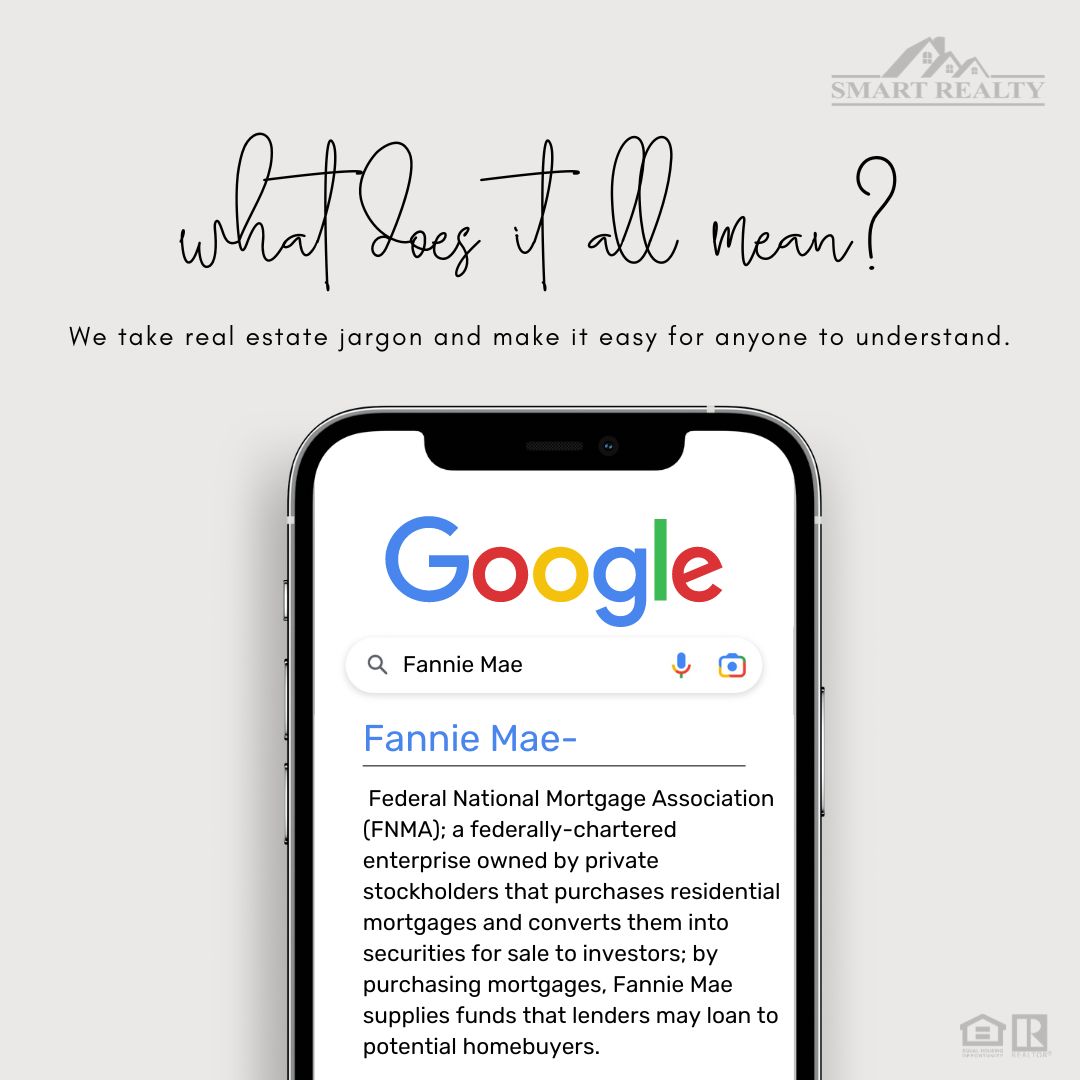 SMART REALTY
what does it all mean?
We take real estate jargon and make it easy for anyone to understand.
Google
Fannie Mae
Fannie Mae-
Federal National Mortgage Association
(FNMA); a federally-chartered
enterprise owned by private
stockholders that purchases residential
mortgages and converts them into
securities for sale to investors; by
purchasing mortgages, Fannie Mae
supplies funds that lenders may loan to
potential homebuyers.
EQUAL HOUSING
OPPORTUNITY
R
REALTOR®